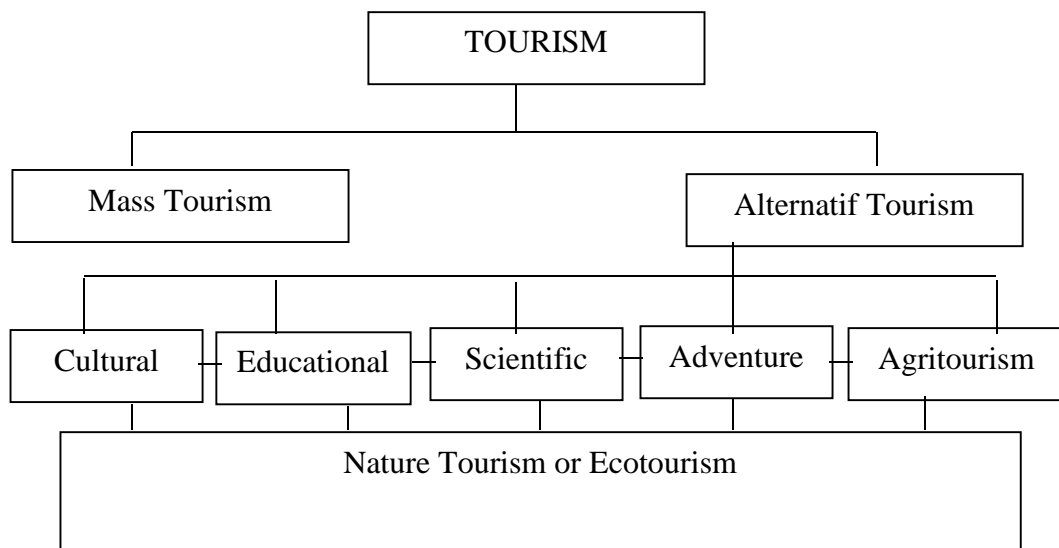 TOURISM
Mass Tourism
Alternatif Tourism
Cultural
Educational
Scientific
Adventure
Agritourism
Nature Tourism or Ecotourism